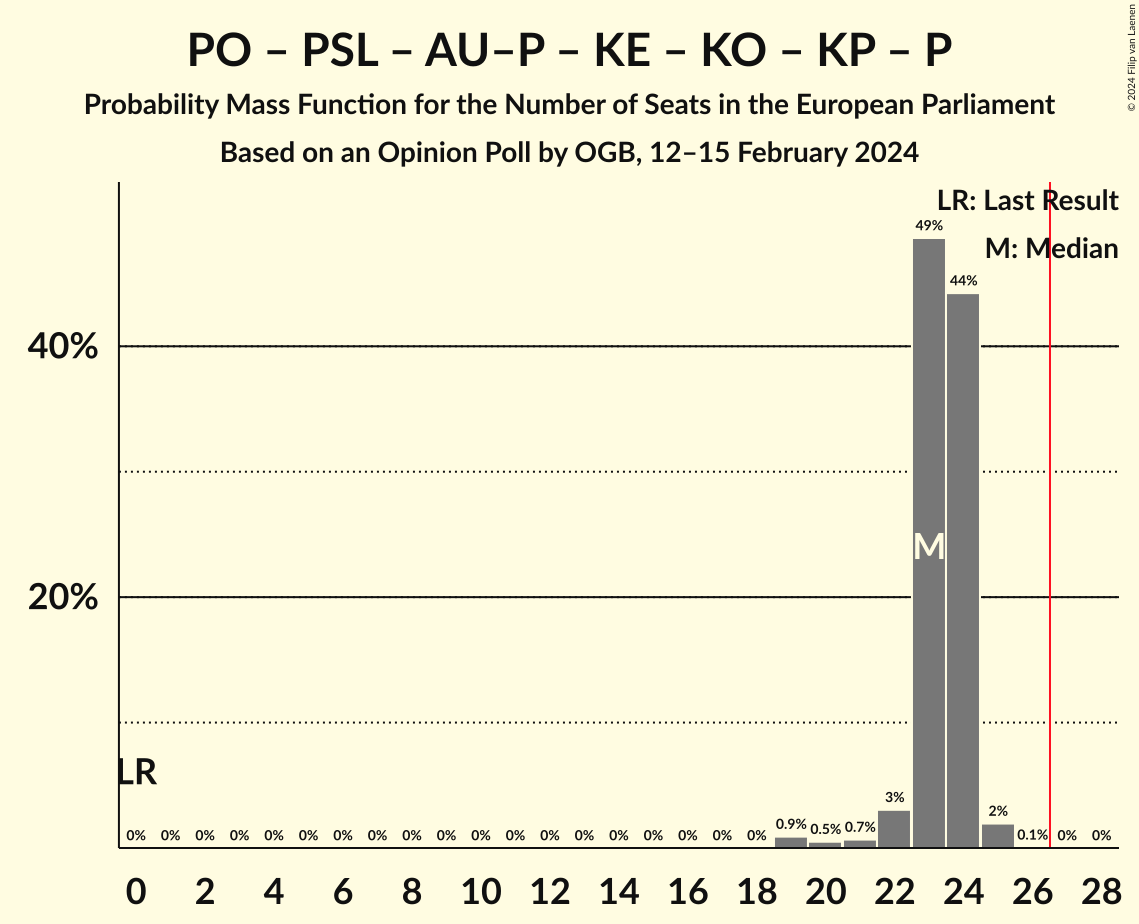 PO – PSL – AU–P – KE – KO – KP – P
Probability Mass Function for the Number of Seats in the European Parliament
Based on an Opinion Poll by OGB, 12–15 February 2024
© 2024 Filip van Laenen
LR: Last Result
M: Median
49%
44%
40%
M
20%
LR
0% 0% 0% 0% 0% 0% 0% 0% 0% 0% 0% 0% 0% 0% 0% 0% 0% 0% 0% 0.9% 0.5% 0.7% 3% 2% 0.1% 0% 0%
0 2 4 6 8 10 12 14 16 18 20 22 24 26 28